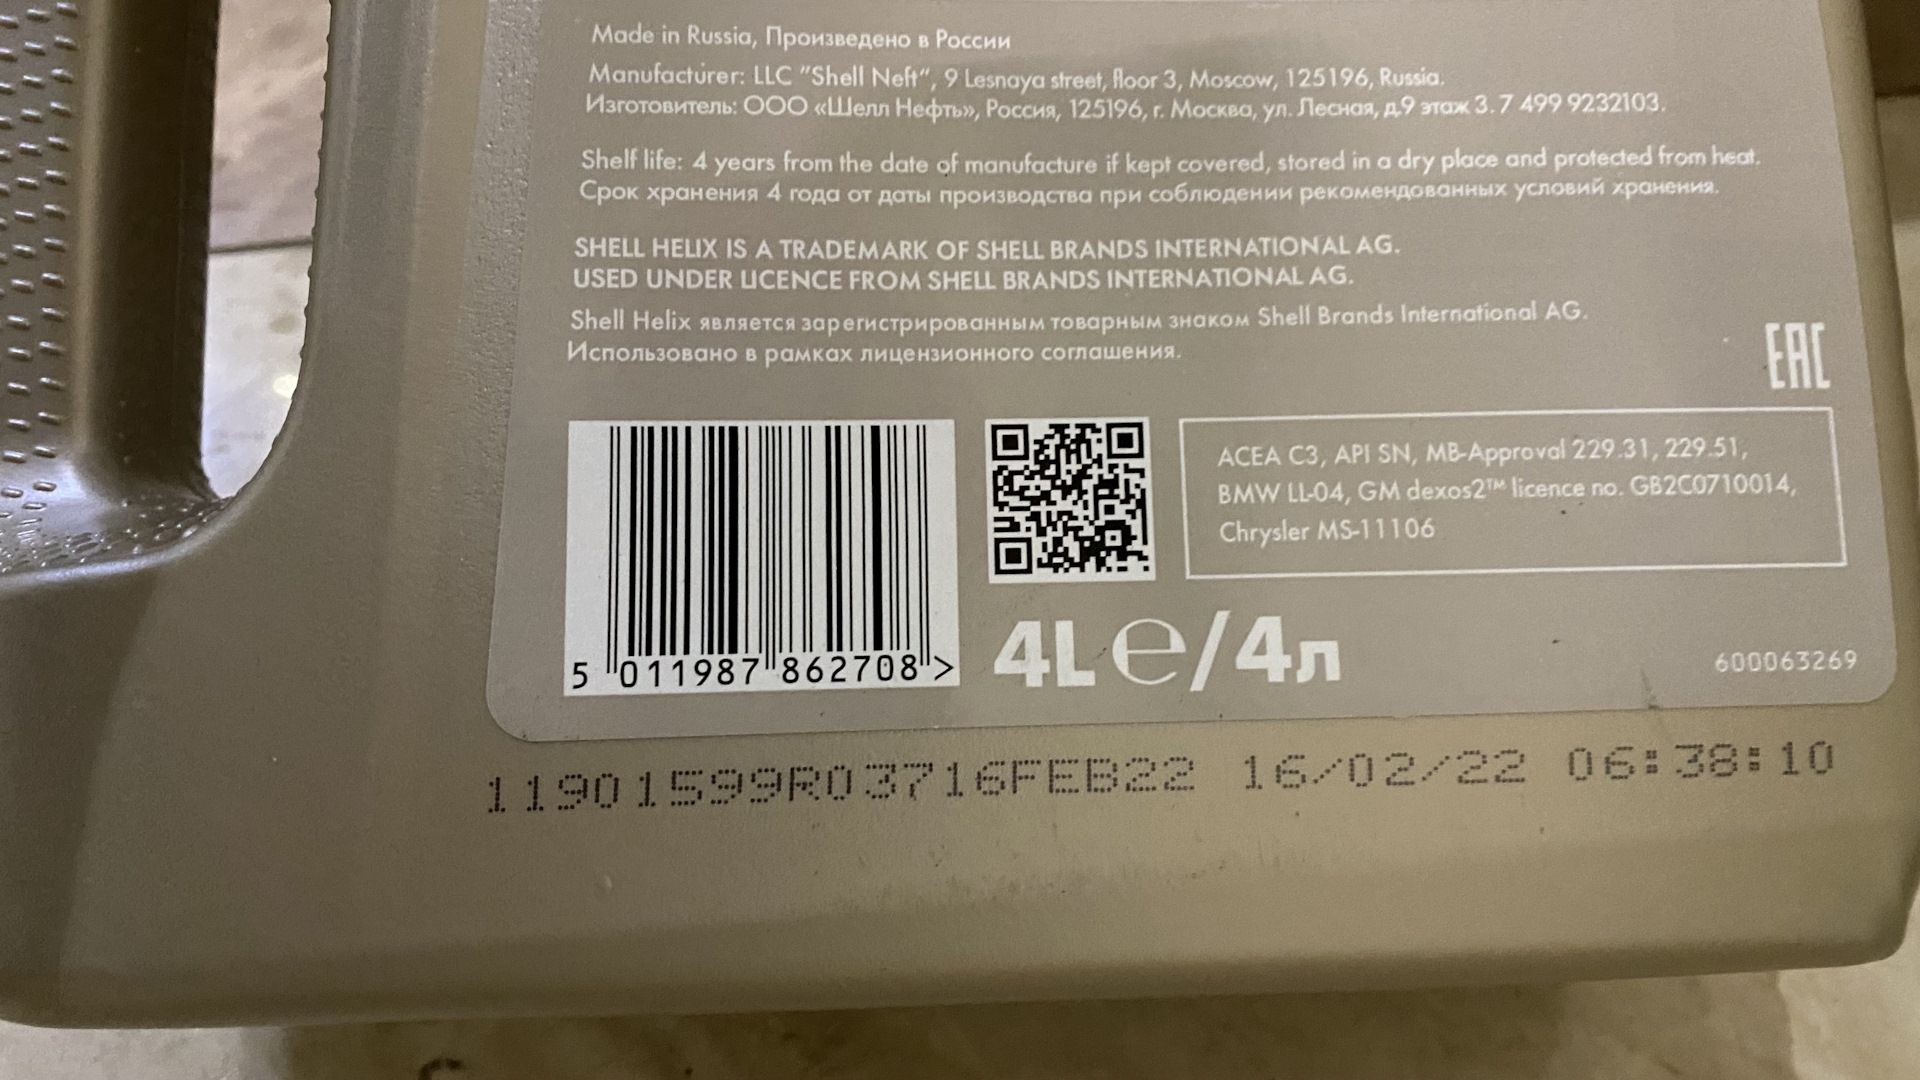 Made in Russia, Произведено в России
Manufacturer: LLC "Shell Neft", 9 Lesnaya street, floor 3, Moscow, 125196, Russia.
Изготовитель: ООО «Шелл Нефть», Россия, 125196, г. Москва, ул. Лесная, д.9 этаж 3. 7 499 9232103.
Shelf life: 4 years from the date of manufacture if kept covered, stored in a dry place and protected from heat.
Срок хранения 4 года от даты производства при соблюдении рекомендованных условий хранения.
SHELL HELIX IS A TRADEMARK OF SHELL BRANDS INTERNATIONAL AG.
USED UNDER LICENCE FROM SHELL BRANDS INTERNATIONAL AG.
Shell Helix является зарегистрированным товарным знаком Shell Brands International AG.
Использовано в рамках лицензионного соглашения.
EAC
ACEA C3, API SN, MB-Approval 229.31, 229.51,
BMW LL-04, GM dexos2™ licence no. GB2C0710014,
Chrysler MS-11106
5 011987 862708 >
4L e/4л
600063269
11901599R03716FEB22 16/02/22 06:38:10